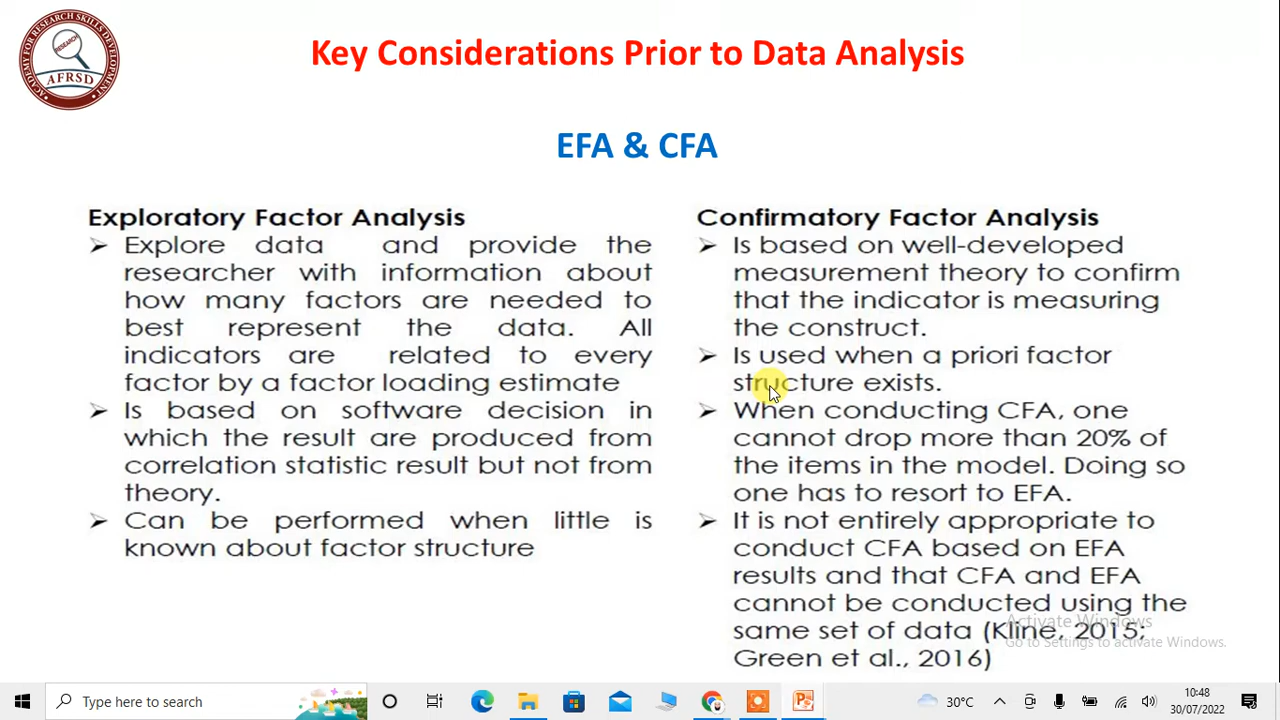 ACADEMY FOR RESEARCH SKILLS DEVELOPMENT
RESEARCH
AFRSD
Key Considerations Prior to Data Analysis
EFA & CFA
Exploratory Factor Analysis
➢ Explore data and provide the
researcher with information about
how many factors are needed to
best represent the data. All
indicators are related to every
factor by a factor loading estimate
➢ Is based on software decision in
which the result are produced from
correlation statistic result but not from
theory.
➢ Can be performed when little is
known about factor structure
Confirmatory Factor Analysis
➢ Is based on well-developed
measurement theory to confirm
that the indicator is measuring
the construct.
➢ Is used when a priori factor
structure exists.
➢ When conducting CFA, one
cannot drop more than 20% of
the items in the model. Doing so
one has to resort to EFA.
➢ It is not entirely appropriate to
conduct CFA based on EFA
results and that CFA and EFA
cannot be conducted using the
same set of data (Kline, 2015;
Green et al., 2016)
Activate Windows
Go to Settings to activate Windows.
Type here to search
30°C
10:48
30/07/2022